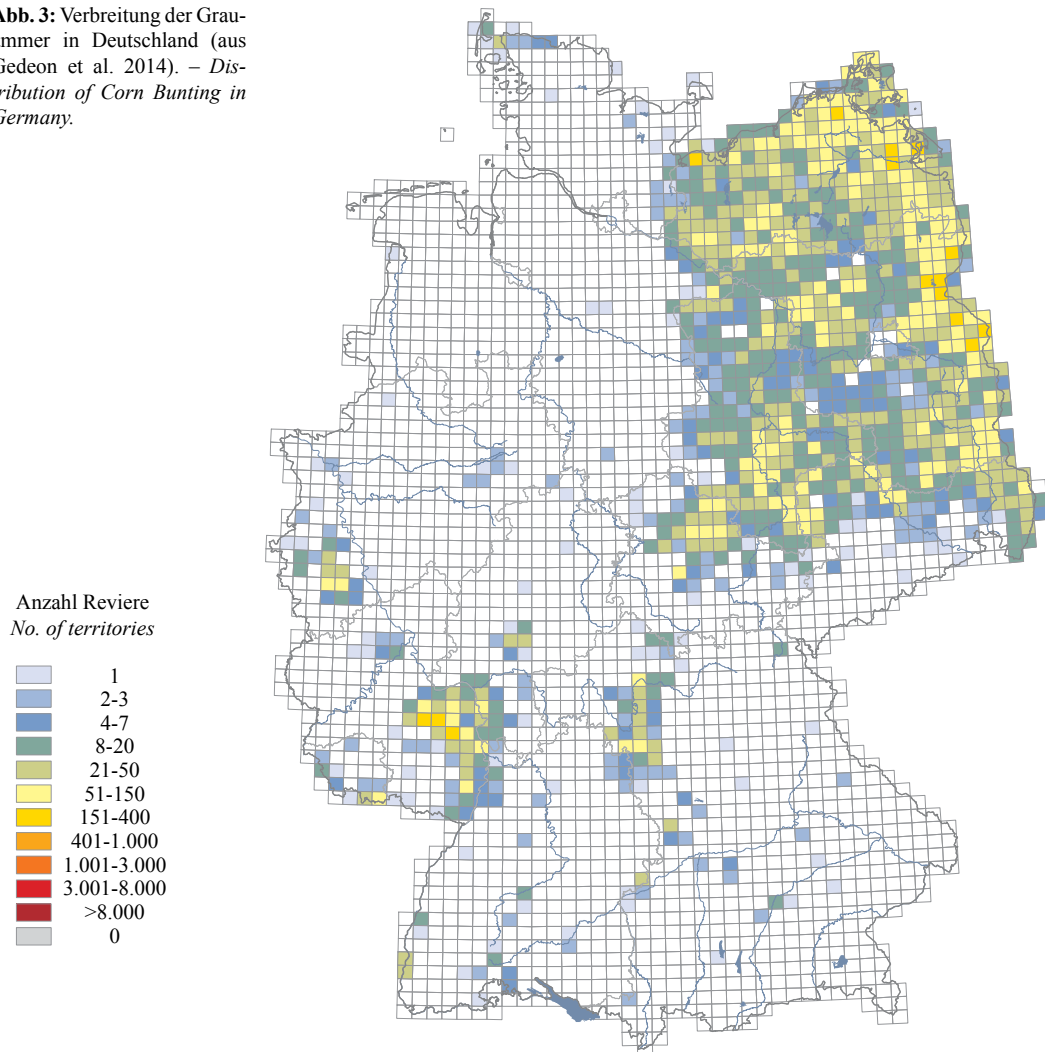 Abb. 3: Verbreitung der Grau-
ammer in Deutschland (aus
Gedeon et al. 2014). – Dis-
tribution of Corn Bunting in
Germany.
Anzahl Reviere
No. of territories
1
2-3
4-7
8-20
21-50
51-150
151-400
401-1.000
1.001-3.000
3.001-8.000
>8.000
0